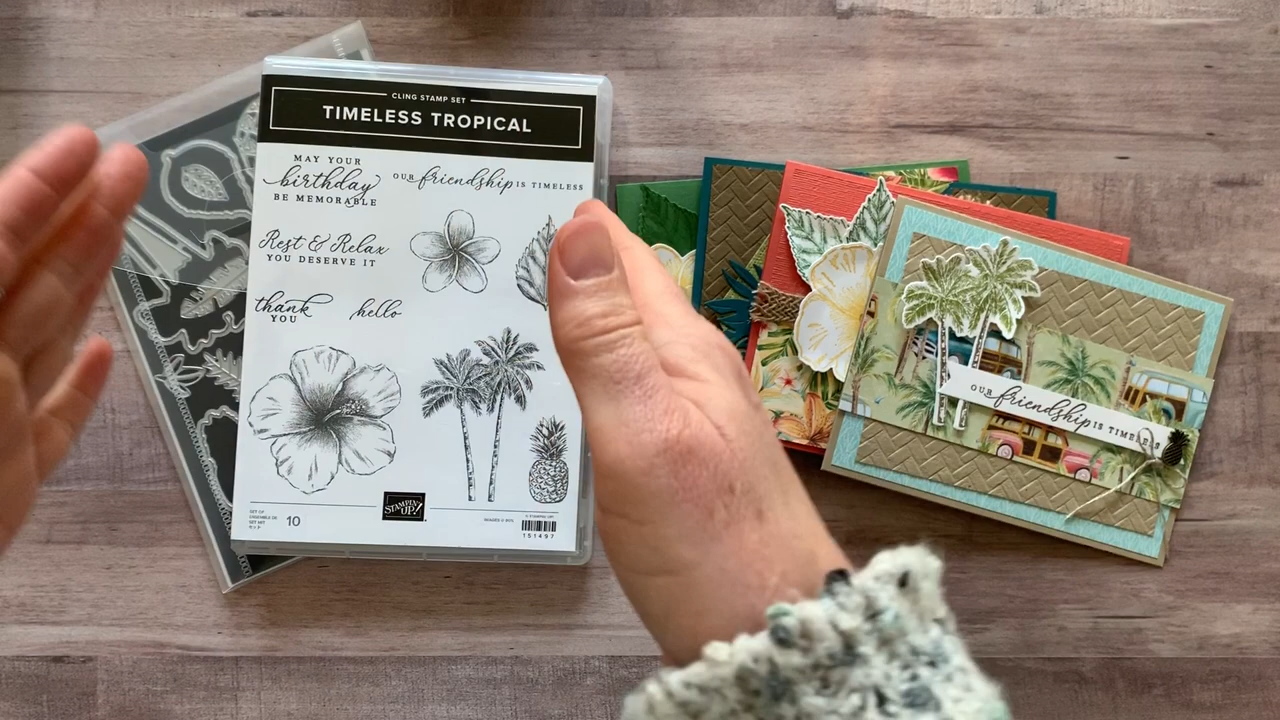 CLING STAMP SET
TIMELESS TROPICAL
MAY YOUR
birthday
BE MEMORABLE
OUR friendship IS TIMELESS
Rest & Relax
YOU DESERVE IT
thank
YOU
hello
10
STAMPIN' UP!
151497
OUR friendship IS TIMELESS